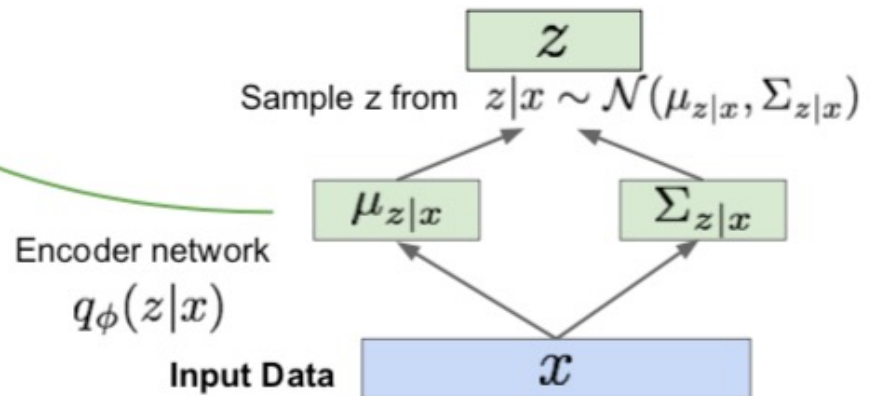 z
Sample z from z|x ∼ 𝒩(μ_{z|x}, Σ_{z|x})
μ_{z|x} Σ_{z|x}
Encoder network
q_ϕ(z|x)
Input Data x